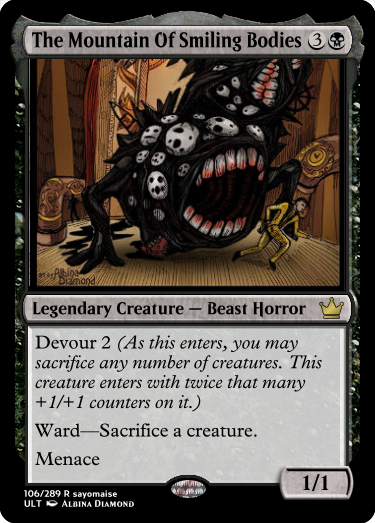 The Mountain Of Smiling Bodies 3
Albina
Diamond
Legendary Creature — Beast Horror
Devour 2 (As this enters, you may
sacrifice any number of creatures. This
creature enters with twice that many
+1/+1 counters on it.)
Ward—Sacrifice a creature.
Menace
1/1
106/289 R sayomaise
ULT Albina Diamond